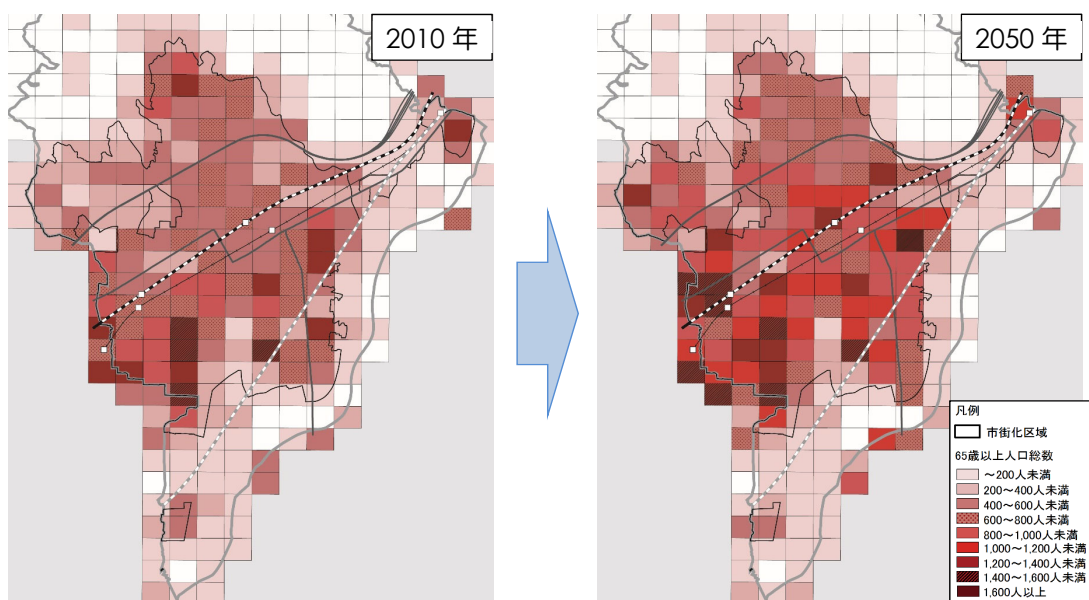 2010 年
2050 年
凡例
市街化区域
65歳以上人口総数
～200人未満
200～400人未満
400～600人未満
600～800人未満
800～1,000人未満
1,000～1,200人未満
1,200～1,400人未満
1,400～1,600人未満
1,600人以上